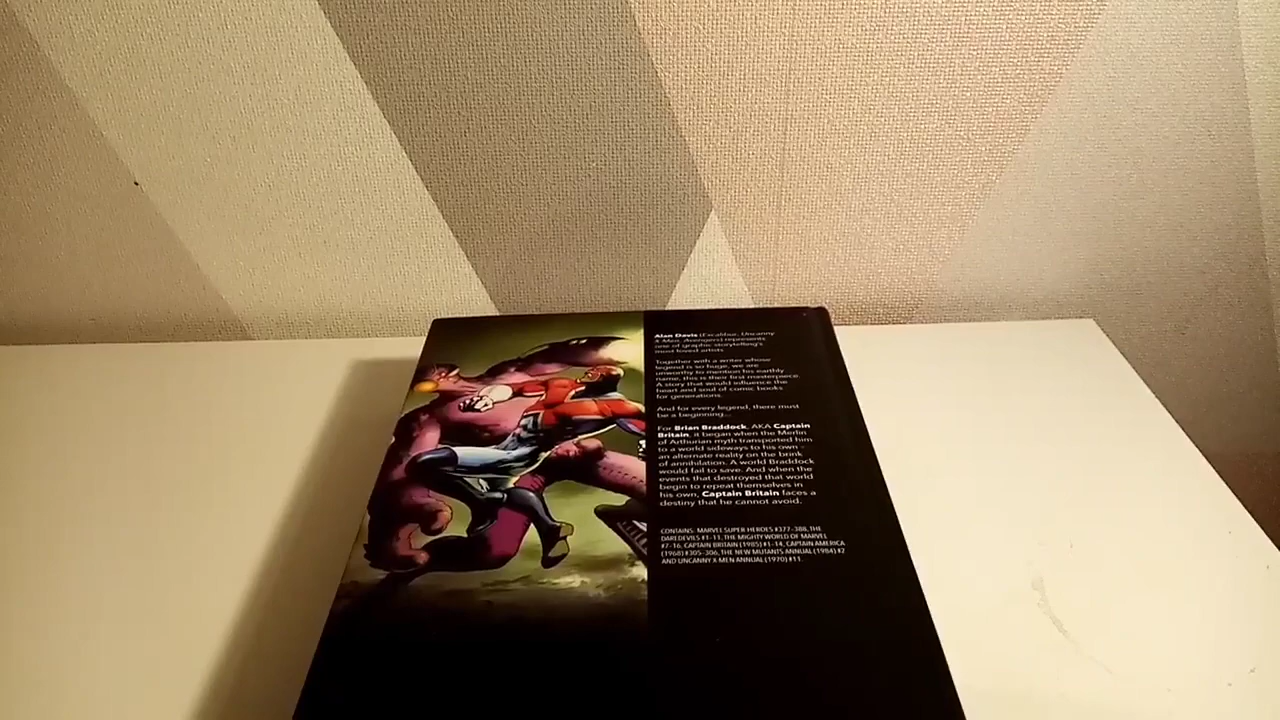 Alan Davis (Excalibur, Uncanny
X-Men, Avengers) represents
one of graphic storytelling's
most loved artists.
Together with a writer whose
legend is so huge, we are
unworthy to mention his earthly
name, this is their first masterpiece.
A story that would influence the
heart and soul of comic books
for generations.
And for every legend, there must
be a beginning...
For Brian Braddock, AKA Captain
Britain, it began when the Merlin
of Arthurian myth transported him
to a world sideways to his own –
an alternate reality on the brink
of annihilation. A world Braddock
would fail to save. And when the
events that destroyed that world
begin to repeat themselves in
his own, Captain Britain faces a
destiny that he cannot avoid.
CONTAINS: MARVEL SUPER HEROES #377-388, THE
DAREDEVILS #1-11, THE MIGHTY WORLD OF MARVEL
#7-16, CAPTAIN BRITAIN (1985) #1-14, CAPTAIN AMERICA
(1968) #305-306, THE NEW MUTANTS ANNUAL (1984) #2
AND UNCANNY X-MEN ANNUAL (1970) #11.